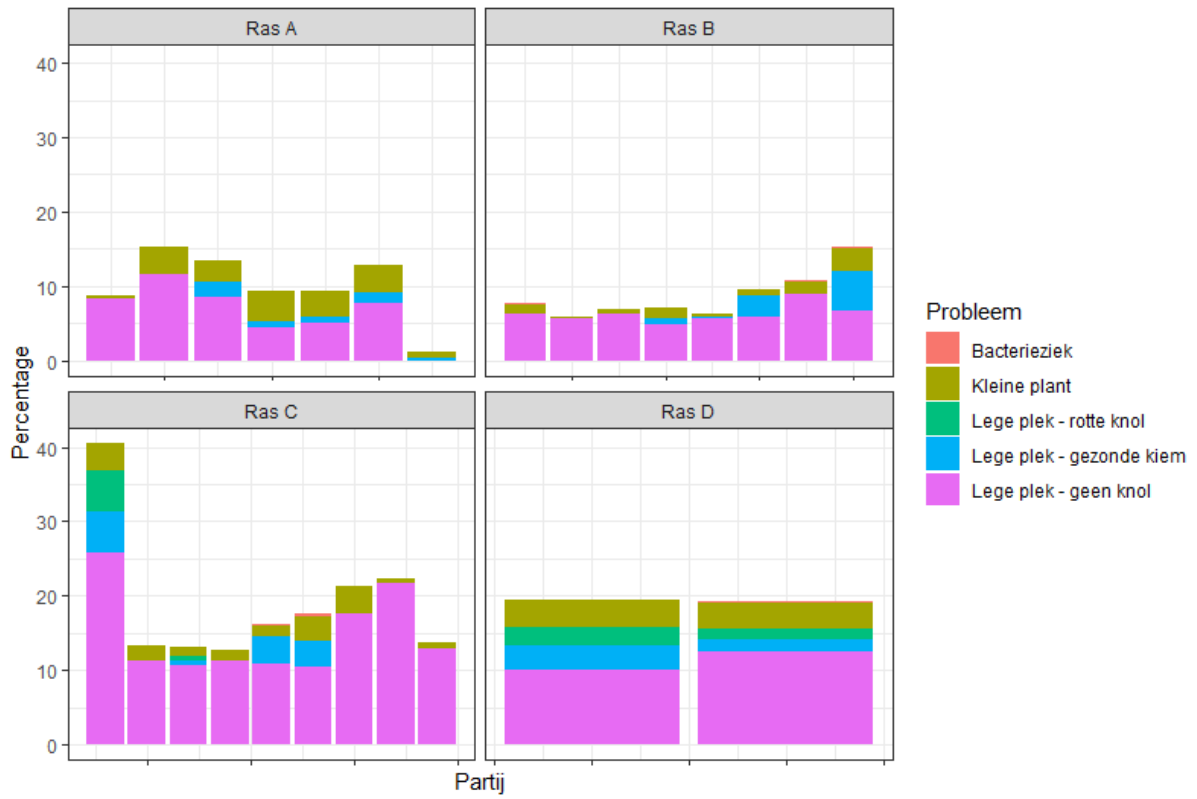 Ras A
Ras B
40
30
20
10
0
Ras C
Ras D
40
30
20
10
0
Percentage
Partij
Probleem
Bacterieziek
Kleine plant
Lege plek - rotte knol
Lege plek - gezonde kiem
Lege plek - geen knol